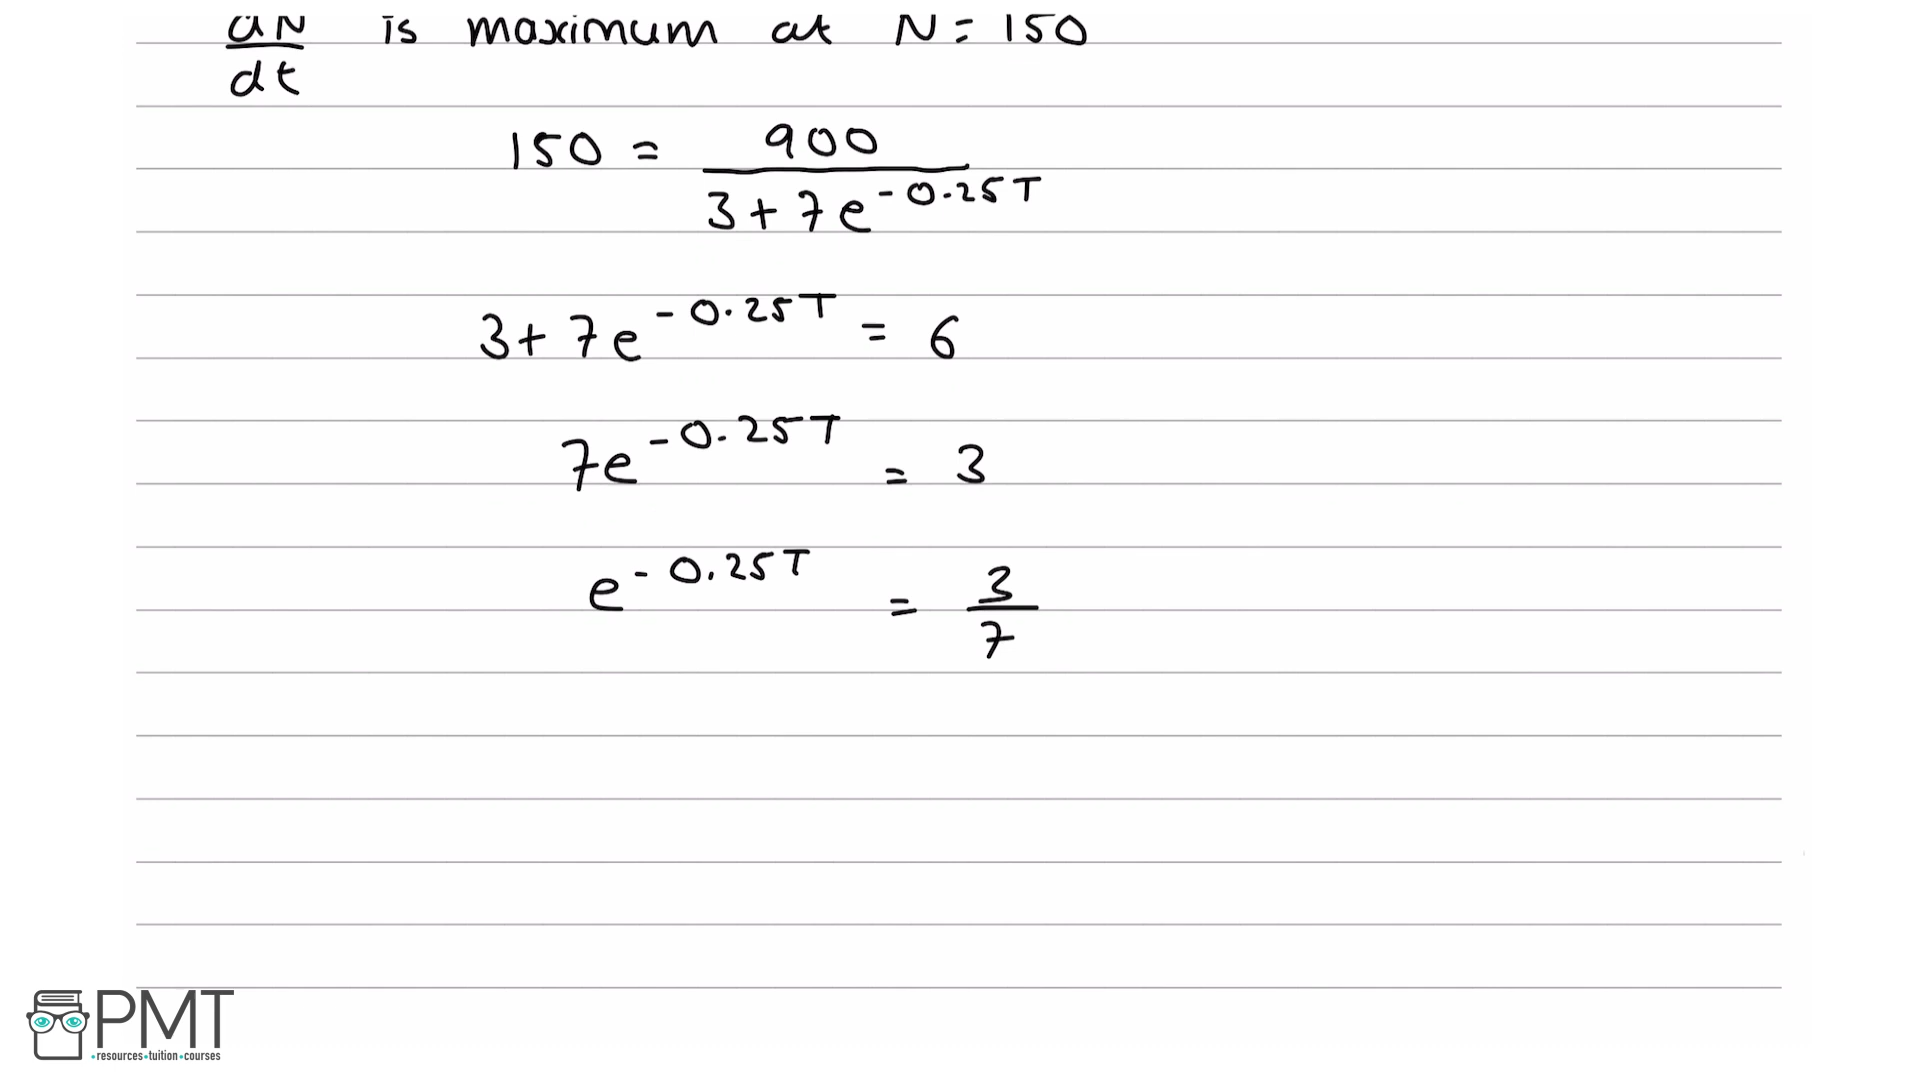 dN/dt is maximum at N = 150
150 = 900/(3 + 7e^(-0.25T))
3 + 7e^(-0.25T) = 6
7e^(-0.25T) = 3
e^(-0.25T) = 3/7
PMT
resources tuition courses